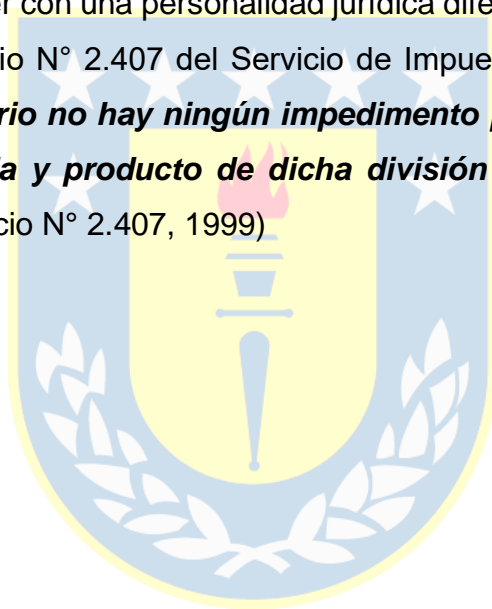 er con una personalidad jurídica dife
io N° 2.407 del Servicio de Impue
rio no hay ningún impedimento
a y producto de dicha división
cio N° 2.407, 1999)